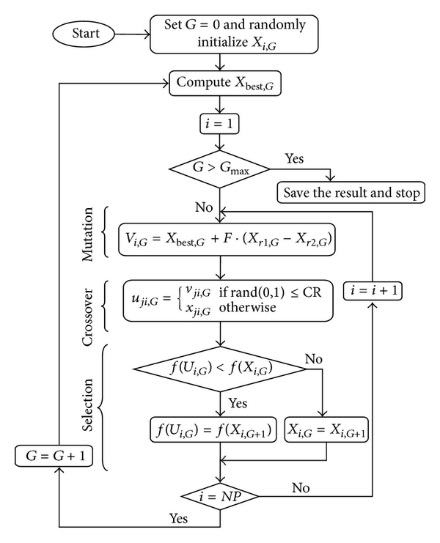 Start
Set G = 0 and randomly
initialize X_{i,G}
Compute X_{best,G}
i = 1
G > G_{max}
Yes
Save the result and stop
No
Mutation
V_{i,G} = X_{best,G} + F · (X_{r1,G} − X_{r2,G})
Crossover
u_{ji,G} = { v_{ji,G} if rand(0,1) ≤ CR
x_{ji,G} otherwise
i = i + 1
Selection
f(U_{i,G}) < f(X_{i,G})
No
Yes
f(U_{i,G}) = f(X_{i,G+1})
X_{i,G} = X_{i,G+1}
G = G + 1
i = NP
No
Yes